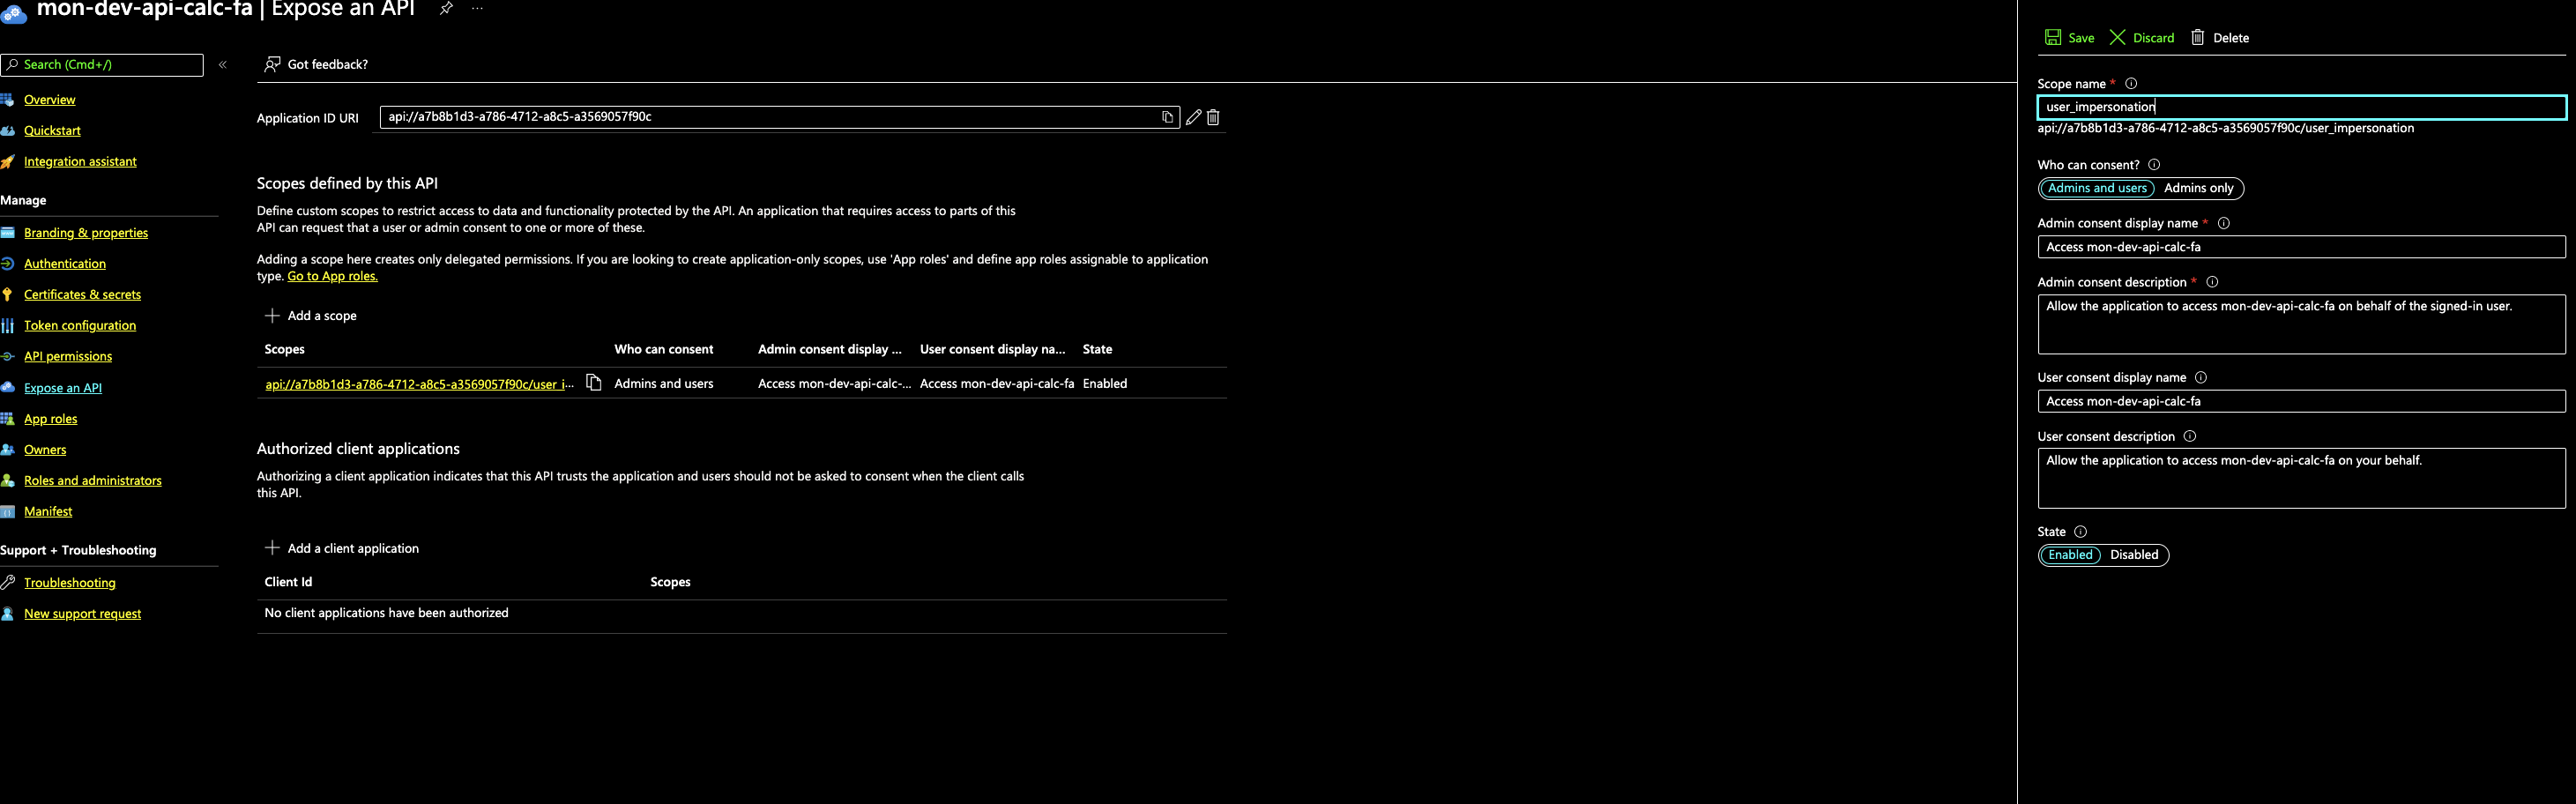 mon-dev-api-calc-fa | Expose an API
Search (Cmd+/)
Overview
Quickstart
Integration assistant
Manage
Branding & properties
Authentication
Certificates & secrets
Token configuration
API permissions
Expose an API
App roles
Owners
Roles and administrators
Manifest
Support + Troubleshooting
Troubleshooting
New support request
Got feedback?
Application ID URI
api://a7b8b1d3-a786-4712-a8c5-a3569057f90c
Scopes defined by this API
Define custom scopes to restrict access to data and functionality protected by the API. An application that requires access to parts of this
API can request that a user or admin consent to one or more of these.
Adding a scope here creates only delegated permissions. If you are looking to create application-only scopes, use 'App roles' and define app roles assignable to application
type. Go to App roles.
Add a scope
Scopes Who can consent Admin consent display ... User consent display na... State
api://a7b8b1d3-a786-4712-a8c5-a3569057f90c/user_i... Admins and users Access mon-dev-api-calc-... Access mon-dev-api-calc-fa Enabled
Authorized client applications
Authorizing a client application indicates that this API trusts the application and users should not be asked to consent when the client calls
this API.
Add a client application
Client Id Scopes
No client applications have been authorized
Save Discard Delete
Scope name *
user_impersonation
api://a7b8b1d3-a786-4712-a8c5-a3569057f90c/user_impersonation
Who can consent?
Admins and users Admins only
Admin consent display name *
Access mon-dev-api-calc-fa
Admin consent description *
Allow the application to access mon-dev-api-calc-fa on behalf of the signed-in user.
User consent display name
Access mon-dev-api-calc-fa
User consent description
Allow the application to access mon-dev-api-calc-fa on your behalf.
State
Enabled Disabled